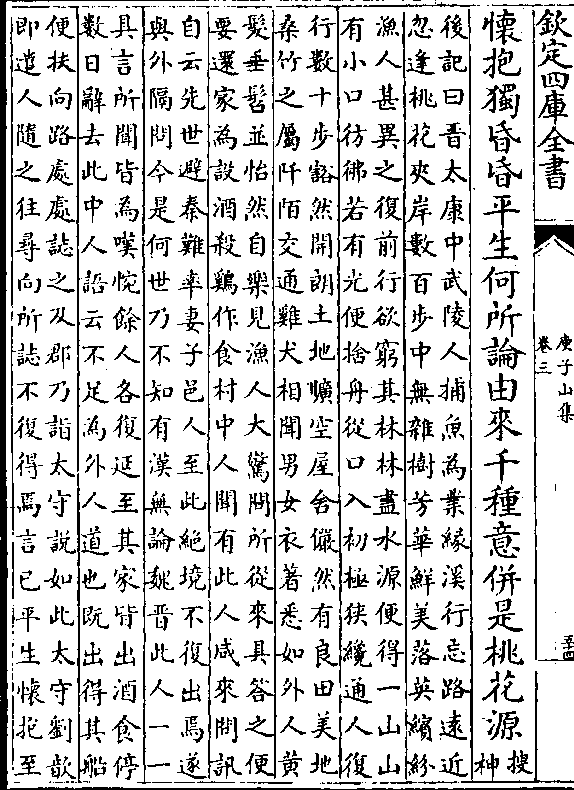 欽定四庫全書
庾子山集
卷三
懷抱獨昏昏平生何所論由來千種意併是桃花源
搜
神
後記曰晋太康中武陵人捕魚為業緣溪行忘路遠近
忽逢桃花夾岸數百步中無雜樹芳華鮮美落英繽紛
漁人甚異之復前行欲窮其林林盡水源便得一山山
有小口彷彿若有光便捨舟從口入初極狹纔通人復
行數十步豁然開朗土地曠空屋舍儼然有良田美地
桑竹之屬阡陌交通雞犬相聞男女衣著悉如外人黃
髮垂髫並怡然自樂見漁人大驚問所從來具答之便
要還家為設酒殺鷄作食村中人聞有此人咸來問訊
自云先世避秦難率妻子邑人至此絶境不復出焉遂
與外隔問今是何世乃不知有漢無論魏晋此人一一
具言所聞皆為嘆惋餘人各復延至其家皆出酒食停
數日辭去此中人語云不足為外人道也既出得其船
便扶向路處處誌之及郡乃詣太守說如此太守劉歆
即遣人隨之往尋向所誌不復得焉言已平生懷抱至